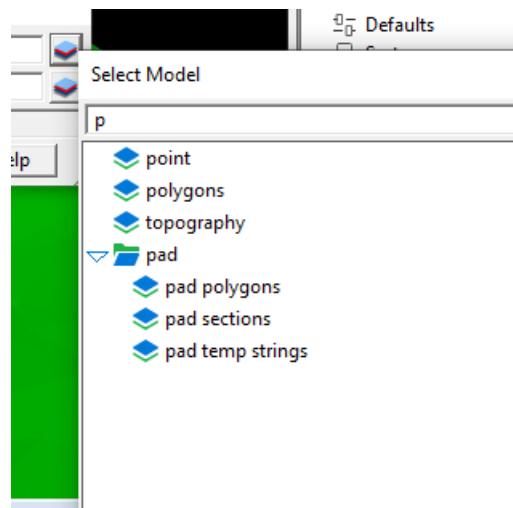 Defaults
Select Model
p
elp
point
polygons
topography
pad
pad polygons
pad sections
pad temp strings